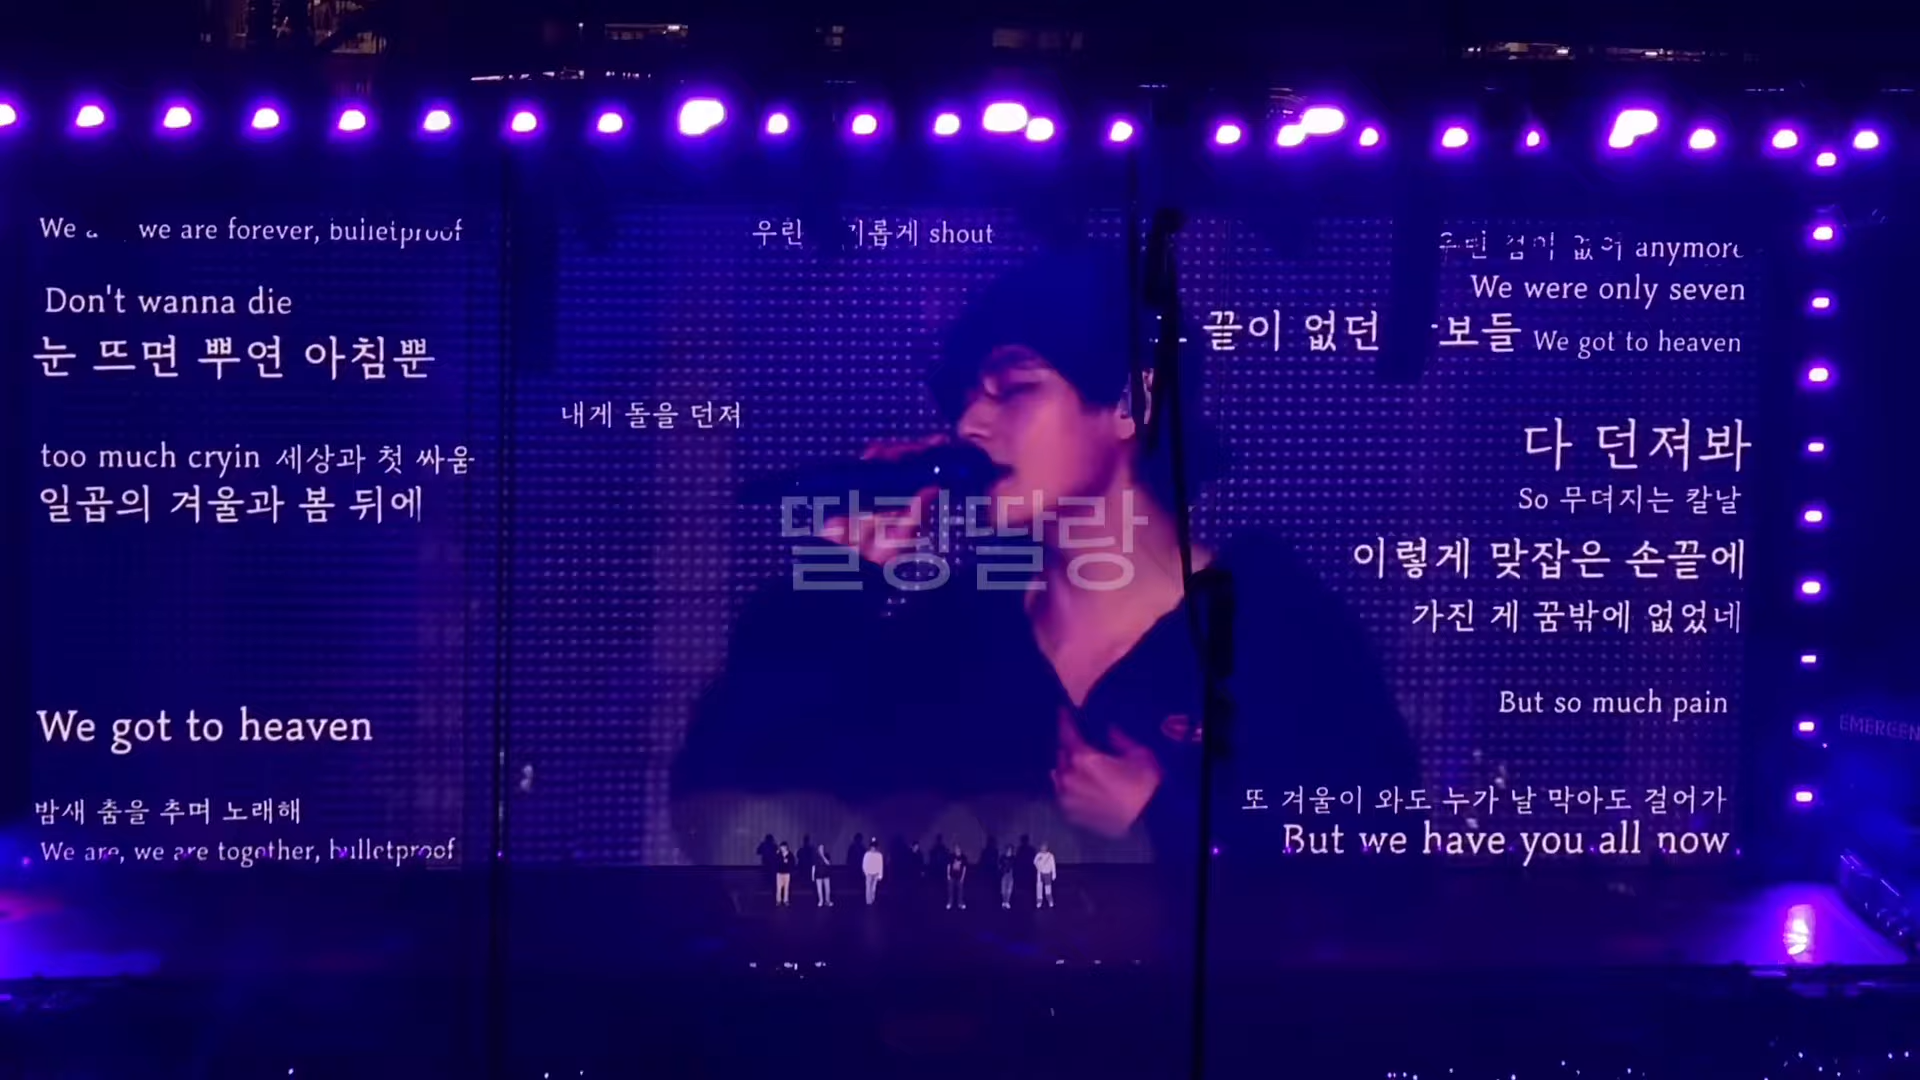 We we are forever, bulletproof
Don't wanna die
눈 뜨면 뿌연 아침뿐
too much cryin 세상과 첫 싸움
일곱의 겨울과 봄 뒤에
We got to heaven
밤새 춤을 추며 노래해
We are, we are together, bulletproof
우린 shout
내게 돌을 던져
딸랑딸랑
없어 anymore
We were only seven
끝이 없던 We got to heaven
다 던져봐
So 무뎌지는 칼날
이렇게 맞잡은 손끝에
가진 게 꿈밖에 없었네
But so much pain
또 겨울이 와도 누가 날 막아도 걸어가
But we have you all now
EMERGEN